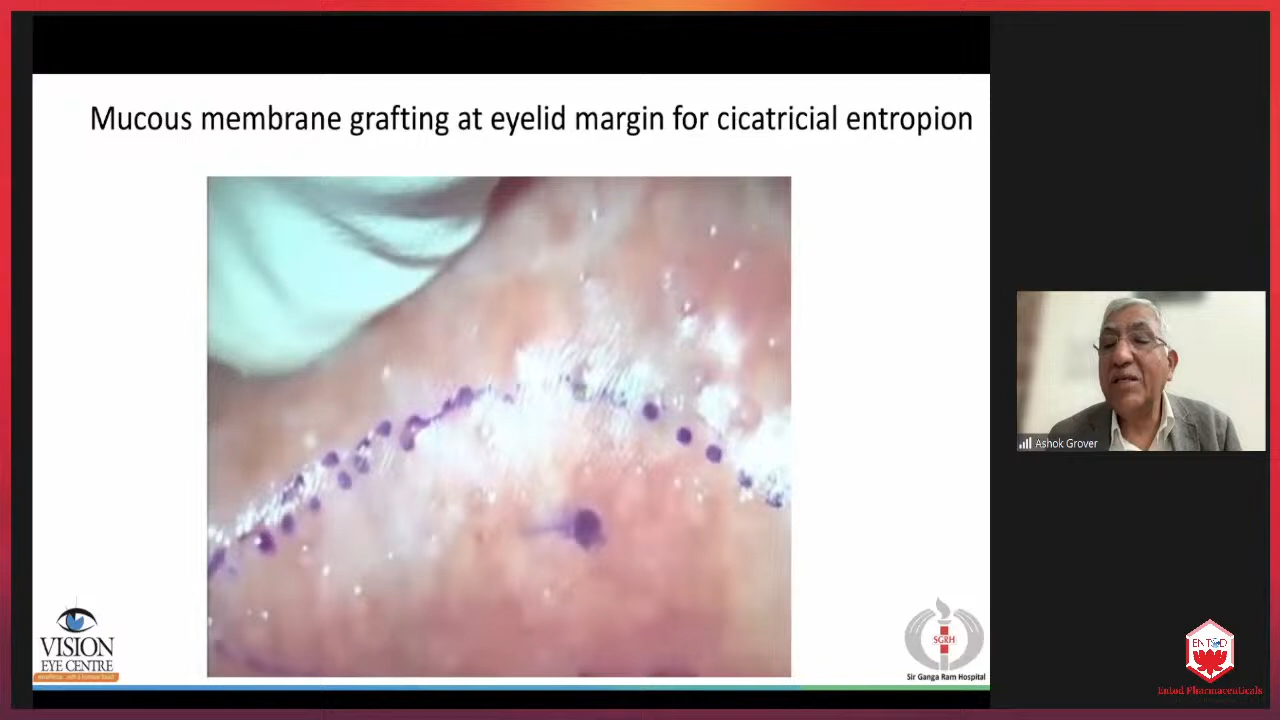 Mucous membrane grafting at eyelid margin for cicatricial entropion
Ashok Grover
VISION
EYE CENTRE
SGRH
Sir Ganga Ram Hospital
ENTOD
Entod Pharmaceuticals